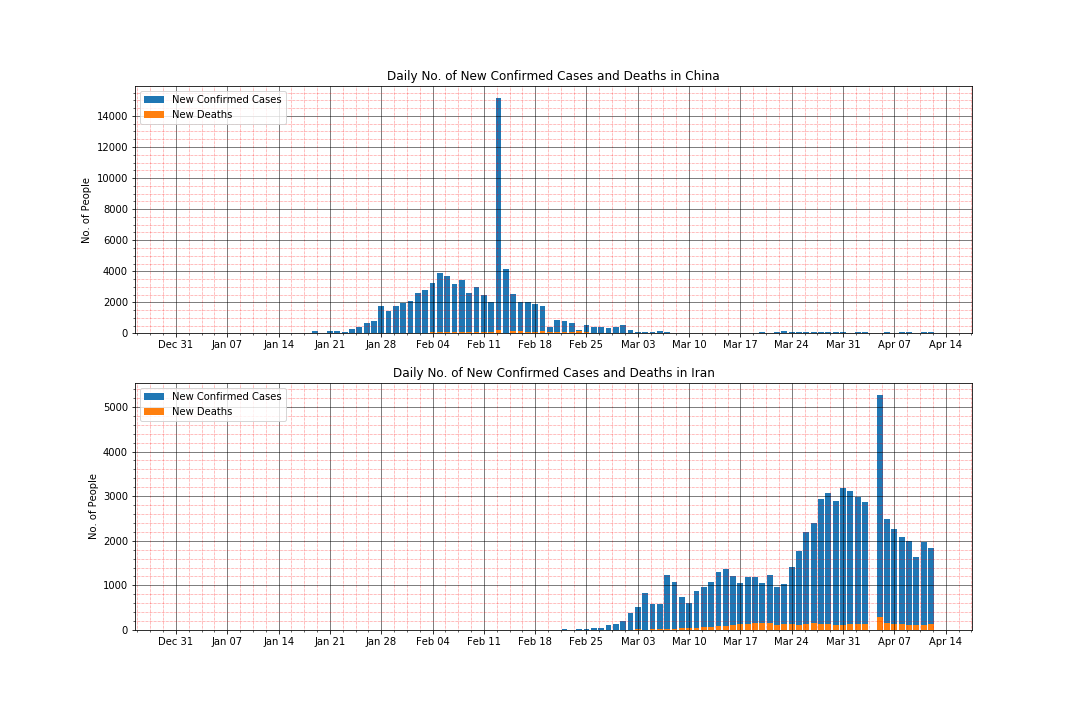 Daily No. of New Confirmed Cases and Deaths in China
New Confirmed Cases
New Deaths
No. of People
14000
12000
10000
8000
6000
4000
2000
0
Dec 31 Jan 07 Jan 14 Jan 21 Jan 28 Feb 04 Feb 11 Feb 18 Feb 25 Mar 03 Mar 10 Mar 17 Mar 24 Mar 31 Apr 07 Apr 14
Daily No. of New Confirmed Cases and Deaths in Iran
New Confirmed Cases
New Deaths
No. of People
5000
4000
3000
2000
1000
0
Dec 31 Jan 07 Jan 14 Jan 21 Jan 28 Feb 04 Feb 11 Feb 18 Feb 25 Mar 03 Mar 10 Mar 17 Mar 24 Mar 31 Apr 07 Apr 14